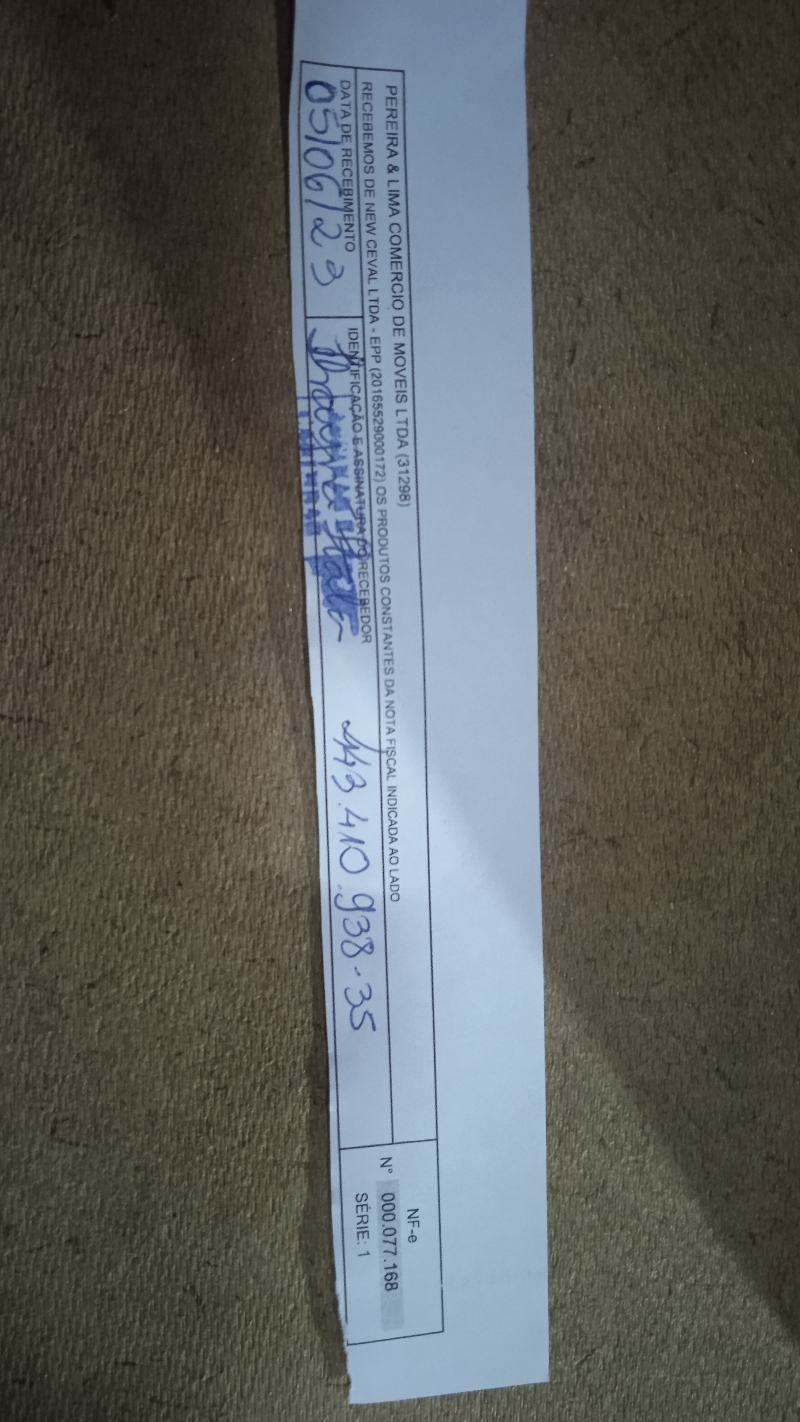 PEREIRA & LIMA COMERCIO DE MOVEIS LTDA (31298)
RECEBEMOS DE NEW CEVAL LTDA - EPP (20165529000172) OS PRODUTOS CONSTANTES DA NOTA FISCAL INDICADA AO LADO
DATA DE RECEBIMENTO
05/06/23
IDENTIFICAÇÃO E ASSINATURA DO RECEBEDOR
443.410.938-35
NF-e
Nº 000.077.168
SÉRIE: 1